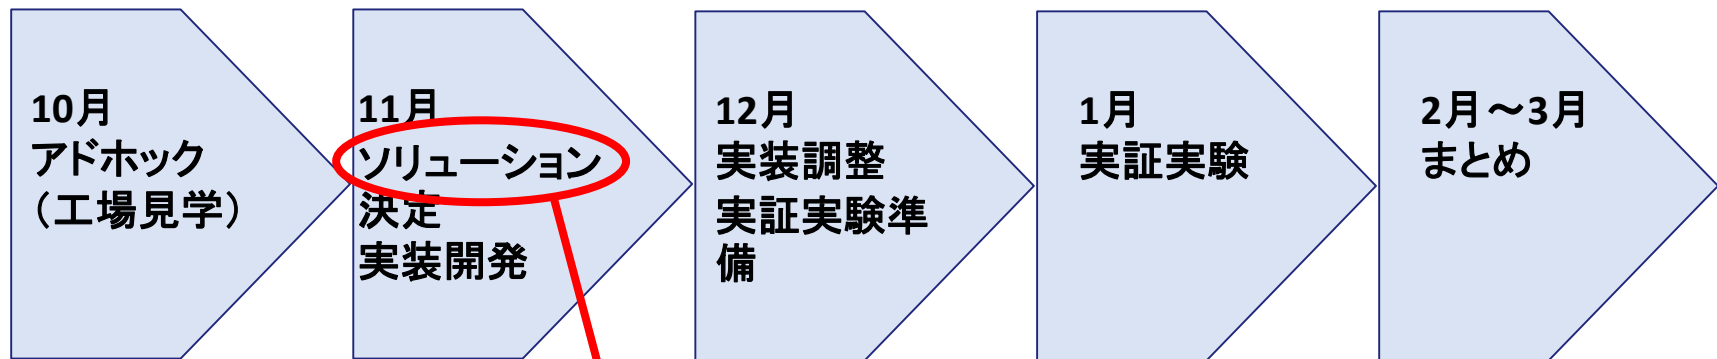 10月
アドホック
（工場見学）
11月
ソリューション
決定
実装開発
12月
実装調整
実証実験準
備
1月
実証実験
2月～3月
まとめ